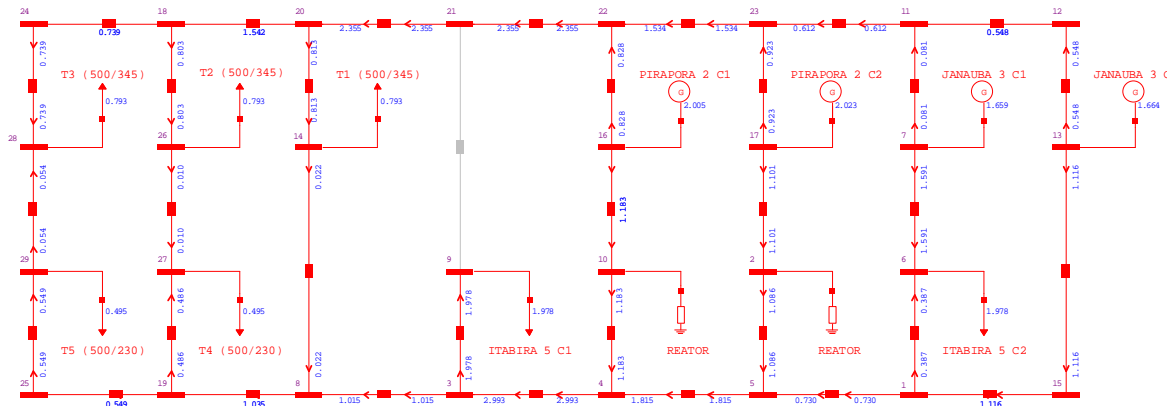 24 18 20 21 22 23 11 12
0.739 1.542 2.355 2.355 2.355 2.355 1.534 1.534 0.612 0.612 0.548
0.739 0.803 0.813 0.828 0.923 0.081 0.548
T3 (500/345) T2 (500/345) T1 (500/345) PIRAPORA 2 C1 PIRAPORA 2 C2 JANAUBA 3 C1 JANAUBA 3
G G G G
0.793 0.793 0.793 2.005 2.023 1.659 1.664
0.739 0.803 0.813 0.828 0.923 0.081 0.548
28 26 14 16 17 7 13
0.054 0.010 0.022 1.183 1.101 1.591 1.116
0.054 0.010 1.101 1.591
29 27 9 10 2 6
0.549 0.486 1.978 1.183 1.086 0.387
0.495 0.495 1.978 1.978
T5 (500/230) T4 (500/230) ITABIRA 5 C1 REATOR REATOR ITABIRA 5 C2
0.549 0.486 0.022 1.978 1.183 1.086 0.387 1.116
25 19 8 3 4 5 1 15
0.549 1.035 1.015 1.015 2.993 2.993 1.815 1.815 0.730 0.730 1.116